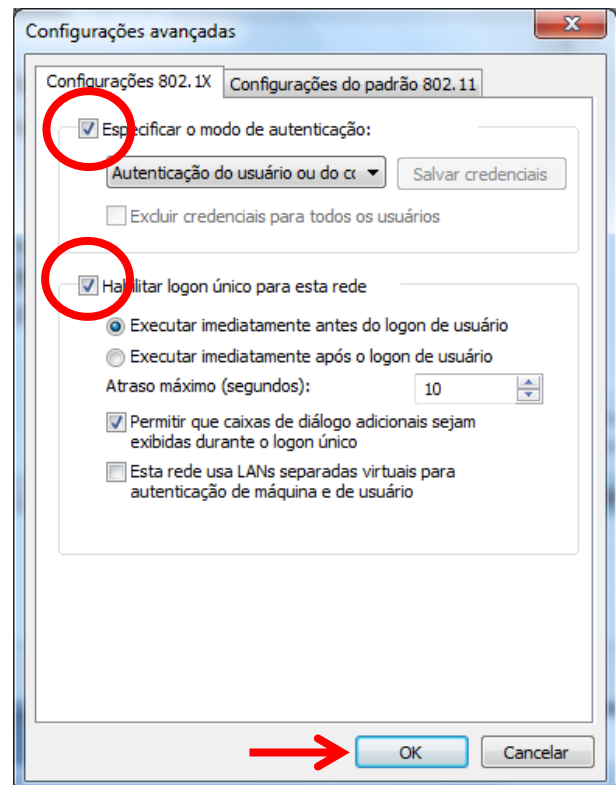 Configurações avançadas
Configurações 802.1X
Configurações do padrão 802.11
Especificar o modo de autenticação:
Autenticação do usuário ou do
Salvar credenciais
Excluir credenciais para todos os usuários
Habilitar logon único para esta rede
Executar imediatamente antes do logon de usuário
Executar imediatamente após o logon de usuário
Atraso máximo (segundos):
10
Permitir que caixas de diálogo adicionais sejam
exibidas durante o logon único
Esta rede usa LANs separadas virtuais para
autenticação de máquina e de usuário
OK
Cancelar